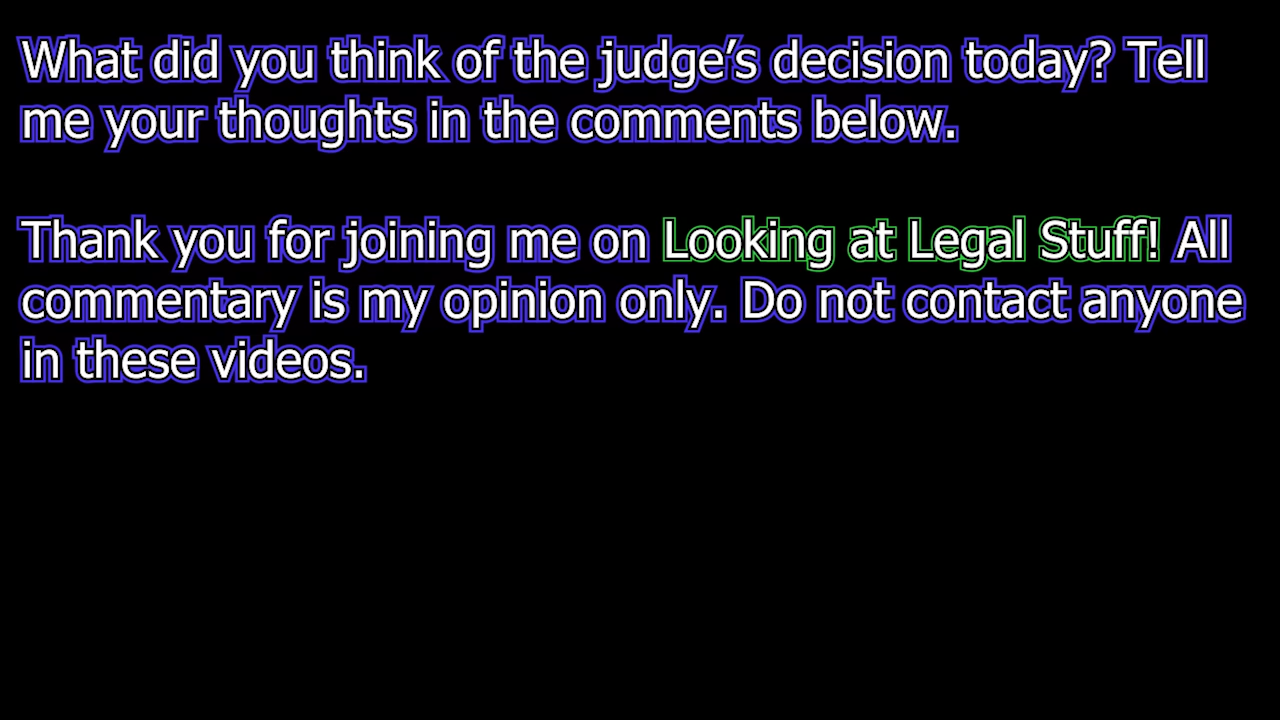 What did you think of the judge’s decision today? Tell
me your thoughts in the comments below.
Thank you for joining me on Looking at Legal Stuff! All
commentary is my opinion only. Do not contact anyone
in these videos.